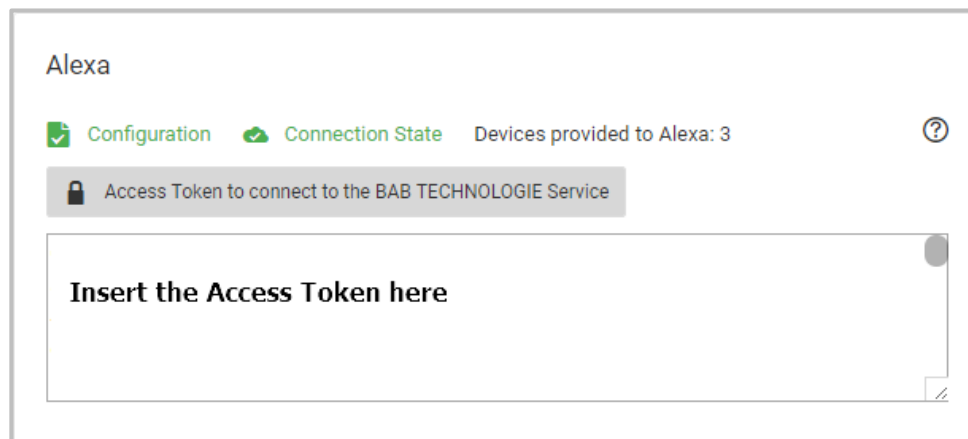 Alexa
Configuration Connection State Devices provided to Alexa: 3
Access Token to connect to the BAB TECHNOLOGIE Service
Insert the Access Token here